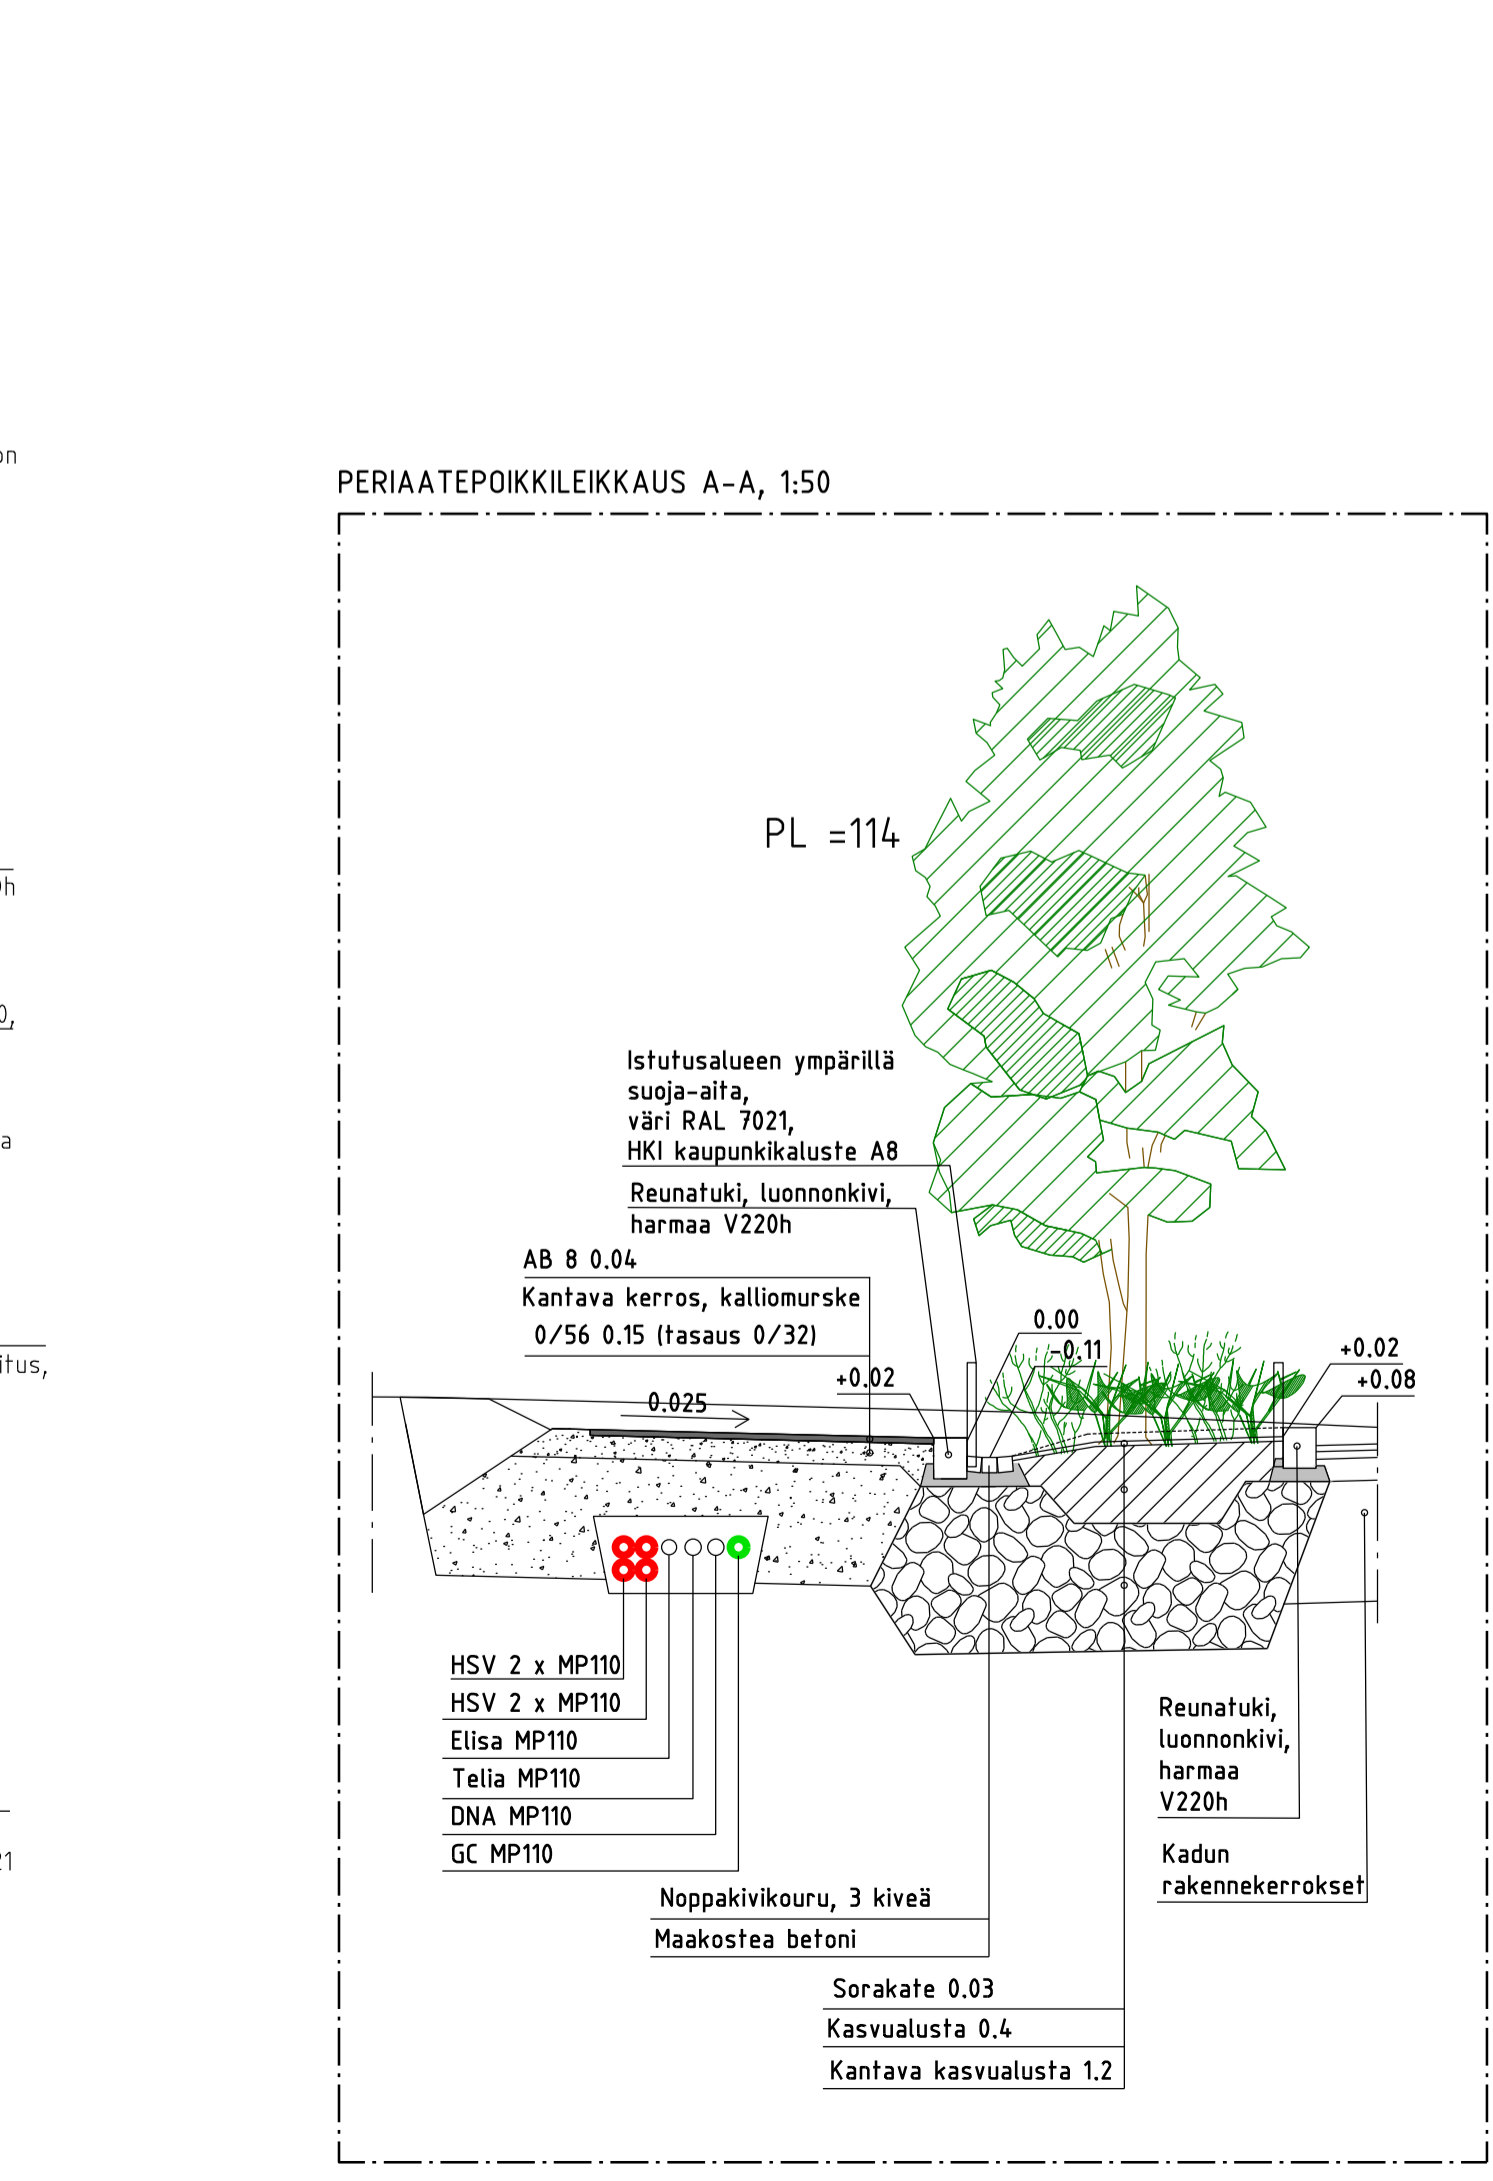 PERIAATEPOIKKILEIKKAUS A-A, 1:50
PL =114
Istutusalueen ympärillä
suoja-aita,
väri RAL 7021,
HKI kaupunkikaluste A8
Reunatuki, luonnonkivi,
harmaa V220h
AB 8 0.04
Kantava kerros, kalliomurske
0/56 0.15 (tasaus 0/32)
0.00
-0.11
+0.02
+0.02
+0.08
0.025
HSV 2 x MP110
HSV 2 x MP110
Elisa MP110
Telia MP110
DNA MP110
GC MP110
Reunatuki,
luonnonkivi,
harmaa
V220h
Kadun
rakennekerrokset
Noppakivikouru, 3 kiveä
Maakostea betoni
Sorakate 0.03
Kasvualusta 0.4
Kantava kasvualusta 1.2
on
0,
a
itus,
21